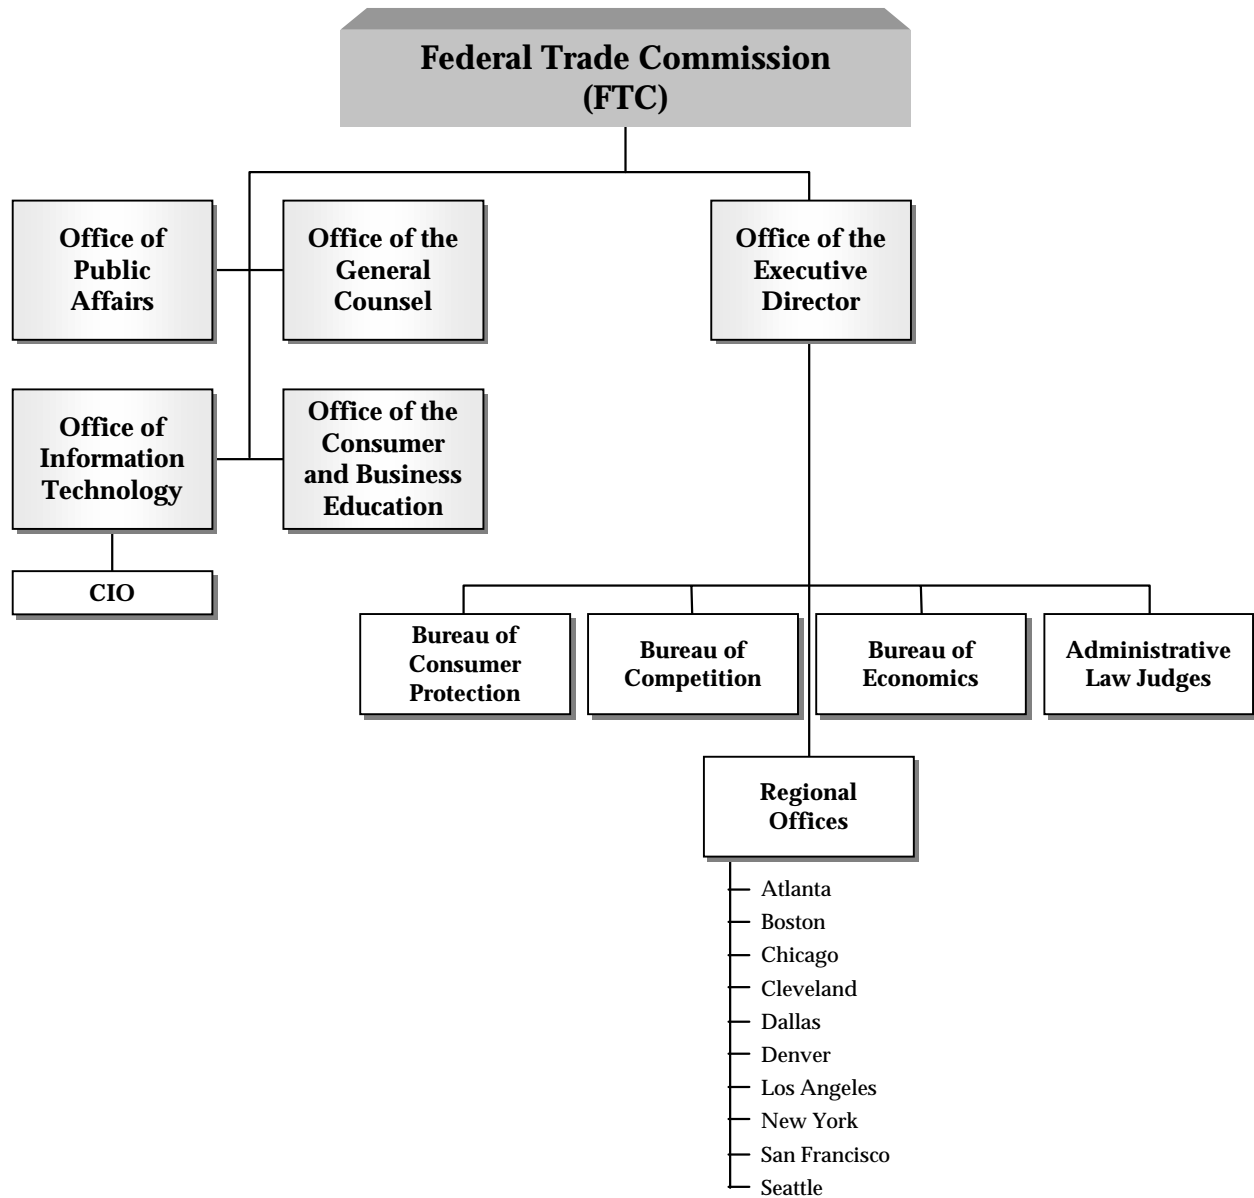 Federal Trade Commission
(FTC)
Office of
Public
Affairs
Office of the
General
Counsel
Office of the
Executive
Director
Office of
Information
Technology
Office of the
Consumer
and Business
Education
CIO
Bureau of
Consumer
Protection
Bureau of
Competition
Bureau of
Economics
Administrative
Law Judges
Regional
Offices
Atlanta
Boston
Chicago
Cleveland
Dallas
Denver
Los Angeles
New York
San Francisco
Seattle